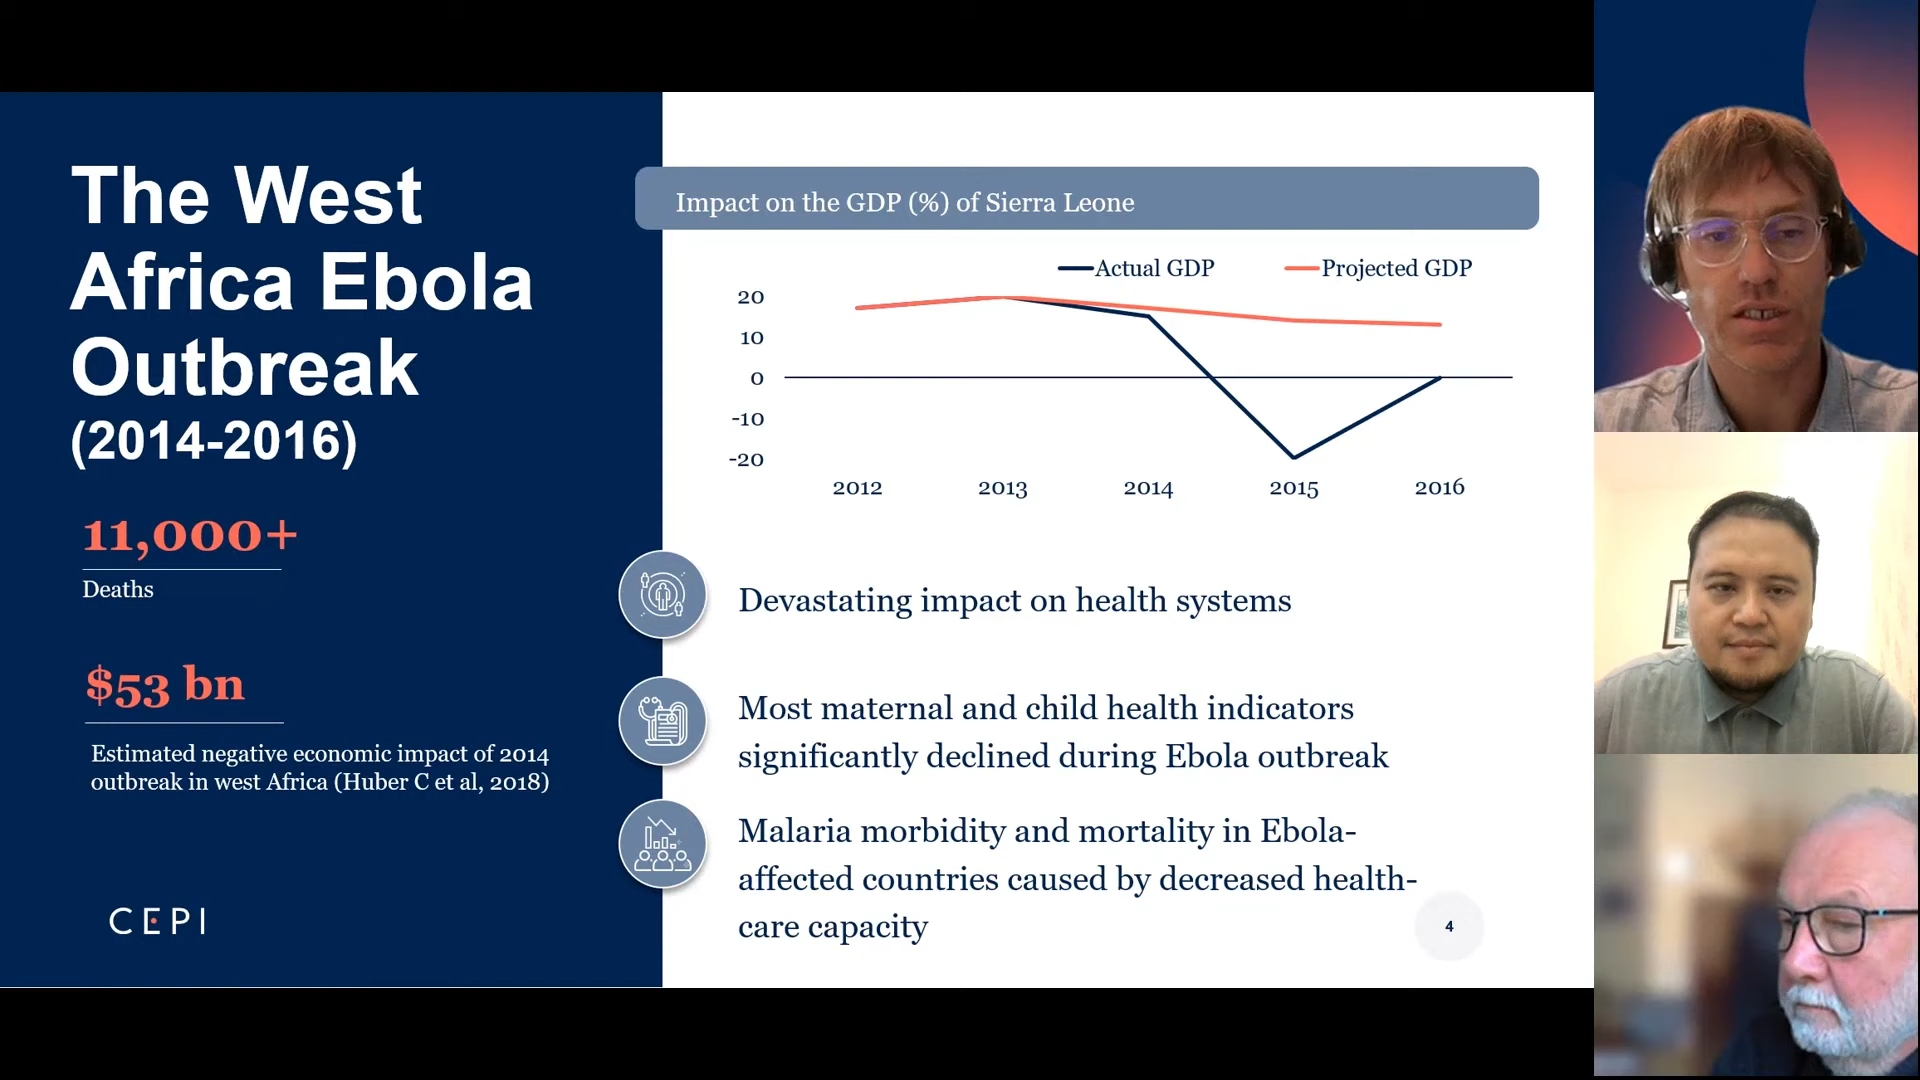 The West
Africa Ebola
Outbreak
(2014-2016)
11,000+
Deaths
$53 bn
Estimated negative economic impact of 2014
outbreak in west Africa (Huber C et al, 2018)
CEPI
Impact on the GDP (%) of Sierra Leone
Actual GDP
Projected GDP
20
10
0
-10
-20
2012
2013
2014
2015
2016
Devastating impact on health systems
Most maternal and child health indicators
significantly declined during Ebola outbreak
Malaria morbidity and mortality in Ebola-
affected countries caused by decreased health-
care capacity
4